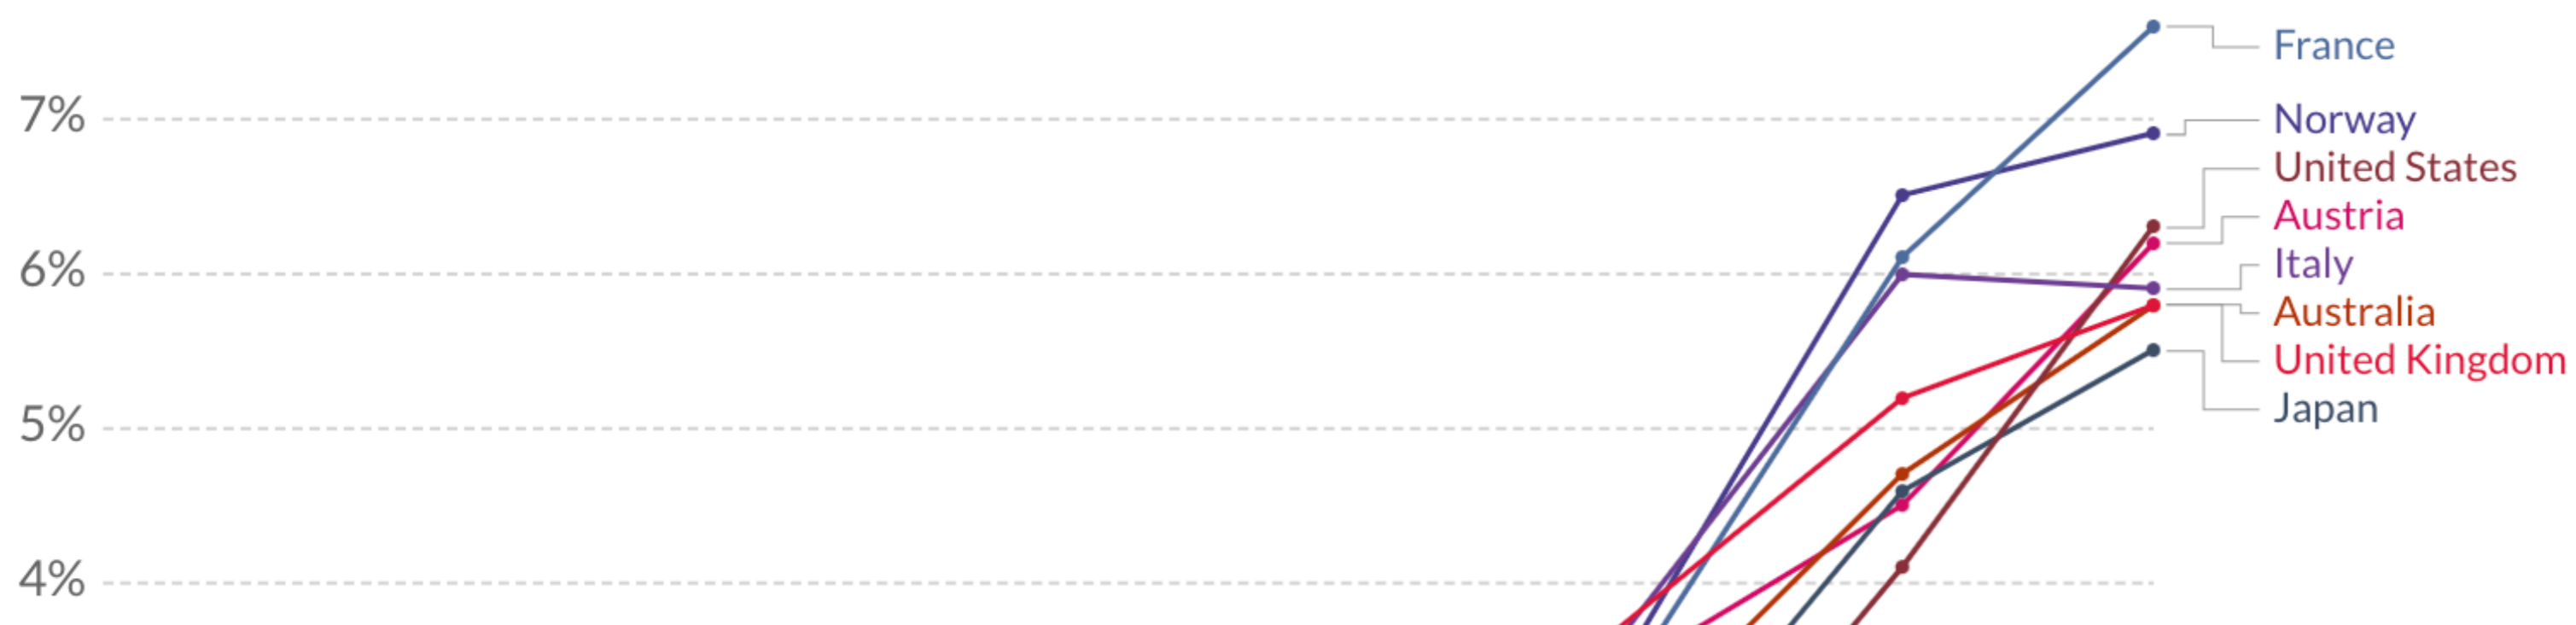 France
7%
Norway
United States
Austria
6%
Italy
Australia
United Kingdom
5%
Japan
4%